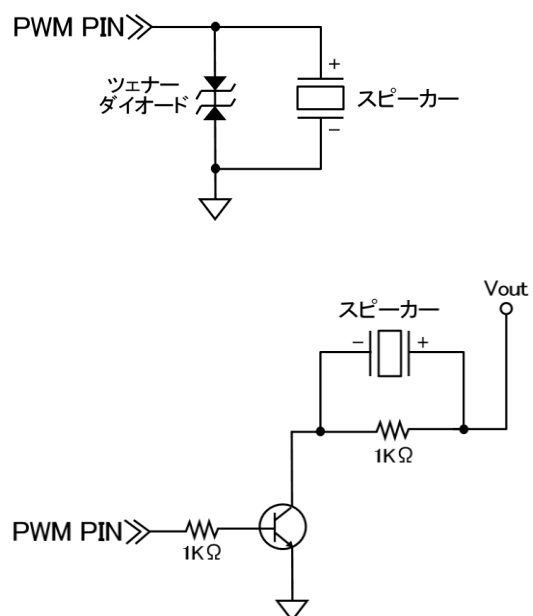 PWM PIN
ツェナー
ダイオード
+
スピーカー
−
Vout
スピーカー
− +
1KΩ
PWM PIN
1KΩ